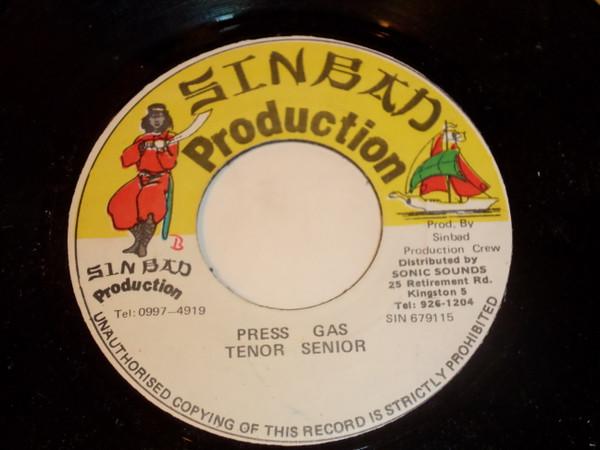 SINBAD
Production
SINBAD
Production
Tel: 0997-4919
Prod. By
Sinbad
Production Crew
Distributed by
SONIC SOUNDS
25 Retirement Rd.
Kingston 5
Tel: 926-1204
SIN 679115
B
PRESS GAS
TENOR SENIOR
UNAUTHORISED COPYING OF THIS RECORD IS STRICTLY PROHIBITED